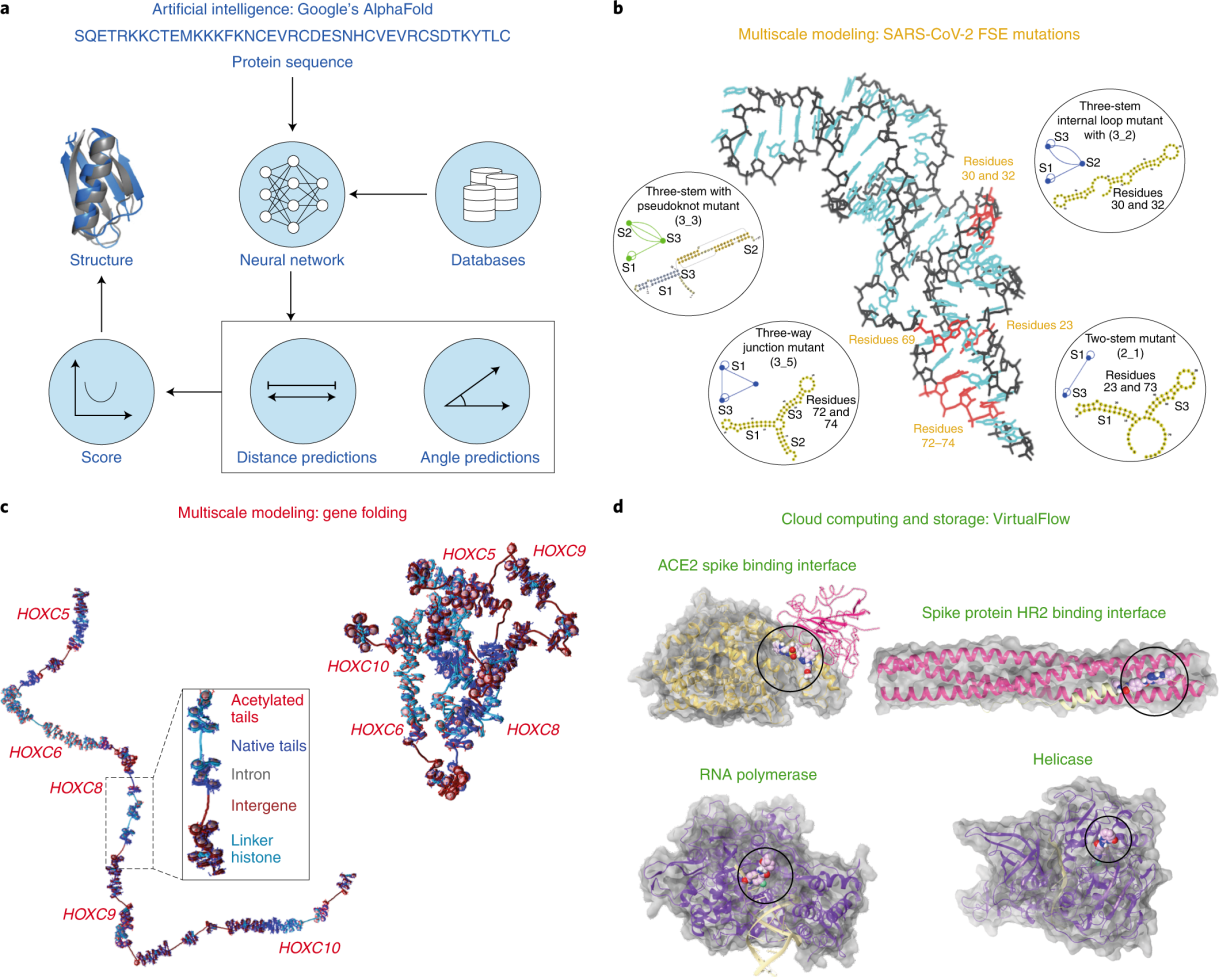 a
Artificial intelligence: Google's AlphaFold
SQETRKKCTEMKKKFKNCEVRCDESNHCVEVRCSDTKYTLC
Protein sequence
Structure
Neural network
Databases
Score
Distance predictions
Angle predictions
b
Multiscale modeling: SARS-CoV-2 FSE mutations
Three-stem
internal loop mutant
with (3_2)
S3
S2
S1
Residues
30 and 32
Residues
30 and 32
Three-stem with
pseudoknot mutant
(3_3)
S2
S3
S1
S2
S3
S1
Residues 69
Residues 23
Three-way
junction mutant
(3_5)
S1
S3
S3
S1
S2
Residues
72 and
74
Residues
72–74
Two-stem mutant
(2_1)
S1
S3
Residues
23 and 73
S1
S3
c
Multiscale modeling: gene folding
HOXC5
HOXC6
HOXC8
HOXC9
HOXC10
Acetylated
tails
Native tails
Intron
Intergene
Linker
histone
HOXC5
HOXC9
HOXC10
HOXC6
HOXC8
d
Cloud computing and storage: VirtualFlow
ACE2 spike binding interface
Spike protein HR2 binding interface
RNA polymerase
Helicase